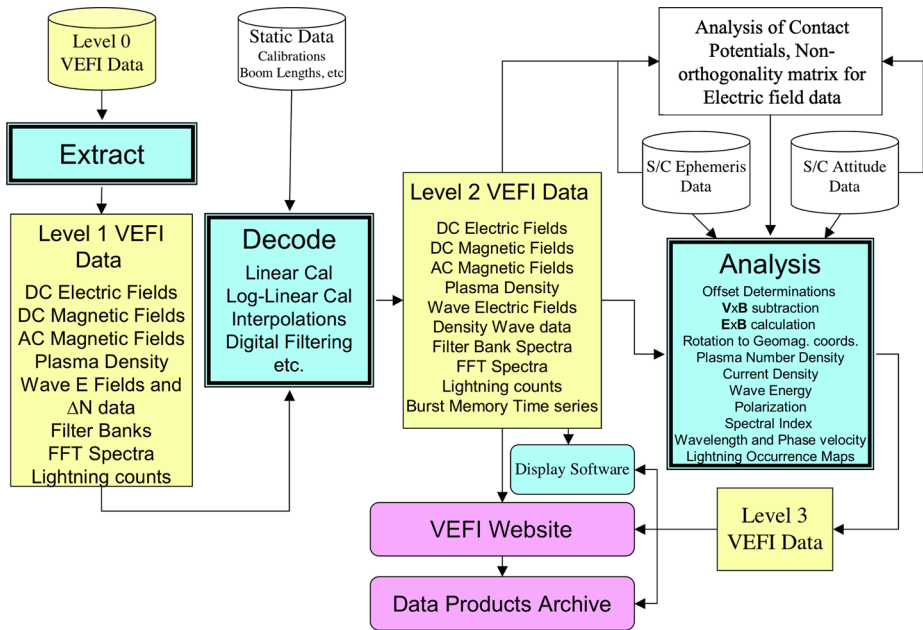 Level 0
VEFI Data
Extract
Level 1 VEFI
Data
DC Electric Fields
DC Magnetic Fields
AC Magnetic Fields
Plasma Density
Wave E Fields and
ΔN data
Filter Banks
FFT Spectra
Lightning counts
Static Data
Calibrations
Boom Lengths, etc
Decode
Linear Cal
Log-Linear Cal
Interpolations
Digital Filtering
etc.
Level 2 VEFI Data
DC Electric Fields
DC Magnetic Fields
AC Magnetic Fields
Plasma Density
Wave Electric Fields
Density Wave data
Filter Bank Spectra
FFT Spectra
Lightning counts
Burst Memory Time series
Analysis of Contact
Potentials, Non-
orthogonality matrix for
Electric field data
S/C Ephemeris
Data
S/C Attitude
Data
Analysis
Offset Determinations
VxB subtraction
ExB calculation
Rotation to Geomag. coords.
Plasma Number Density
Current Density
Wave Energy
Polarization
Spectral Index
Wavelength and Phase velocity
Lightning Occurrence Maps
Display Software
VEFI Website
Level 3
VEFI Data
Data Products Archive